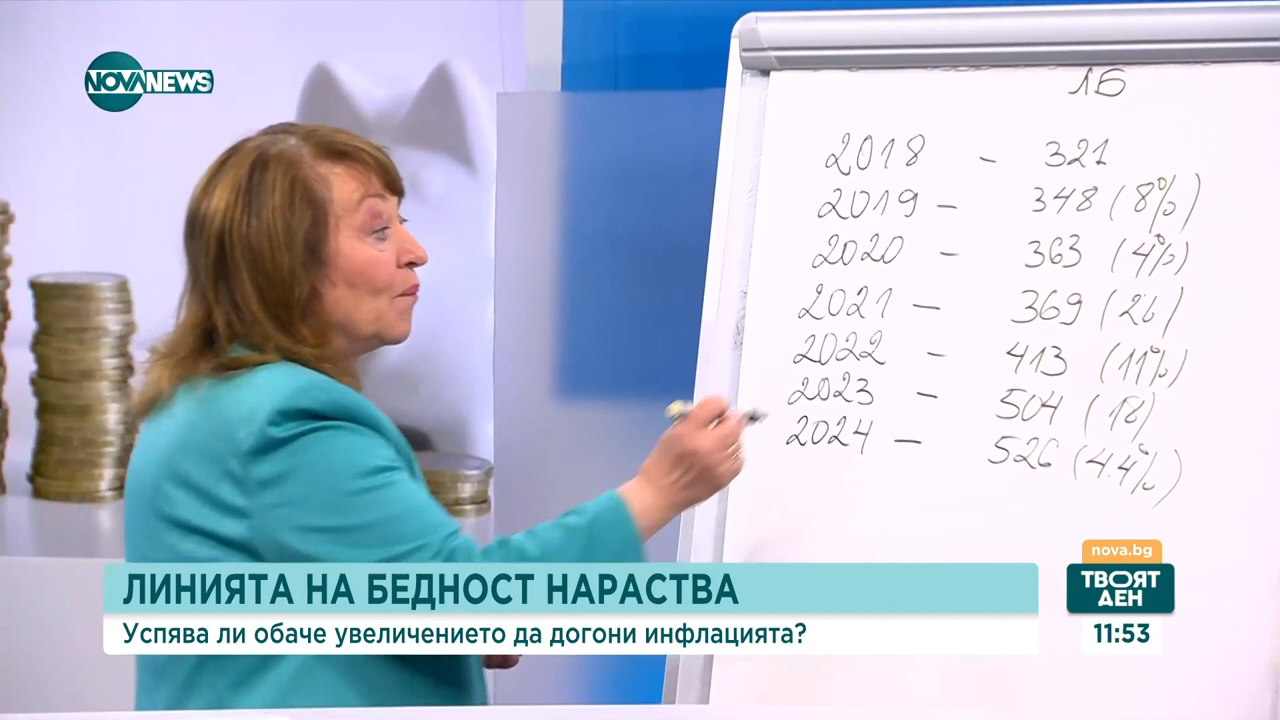 NOVANEWS
ЛБ
2018 - 321
2019 - 348 (8%)
2020 - 363 (4%)
2021 - 369 (2%)
2022 - 413 (11%)
2023 - 504
2024 - 526 (4.4%)
nova.bg
ЛИНИЯТА НА БЕДНОСТ НАРАСТВА
ТВОЯТ
ДЕН
Успява ли обаче увеличението да догони инфлацията?
11:53